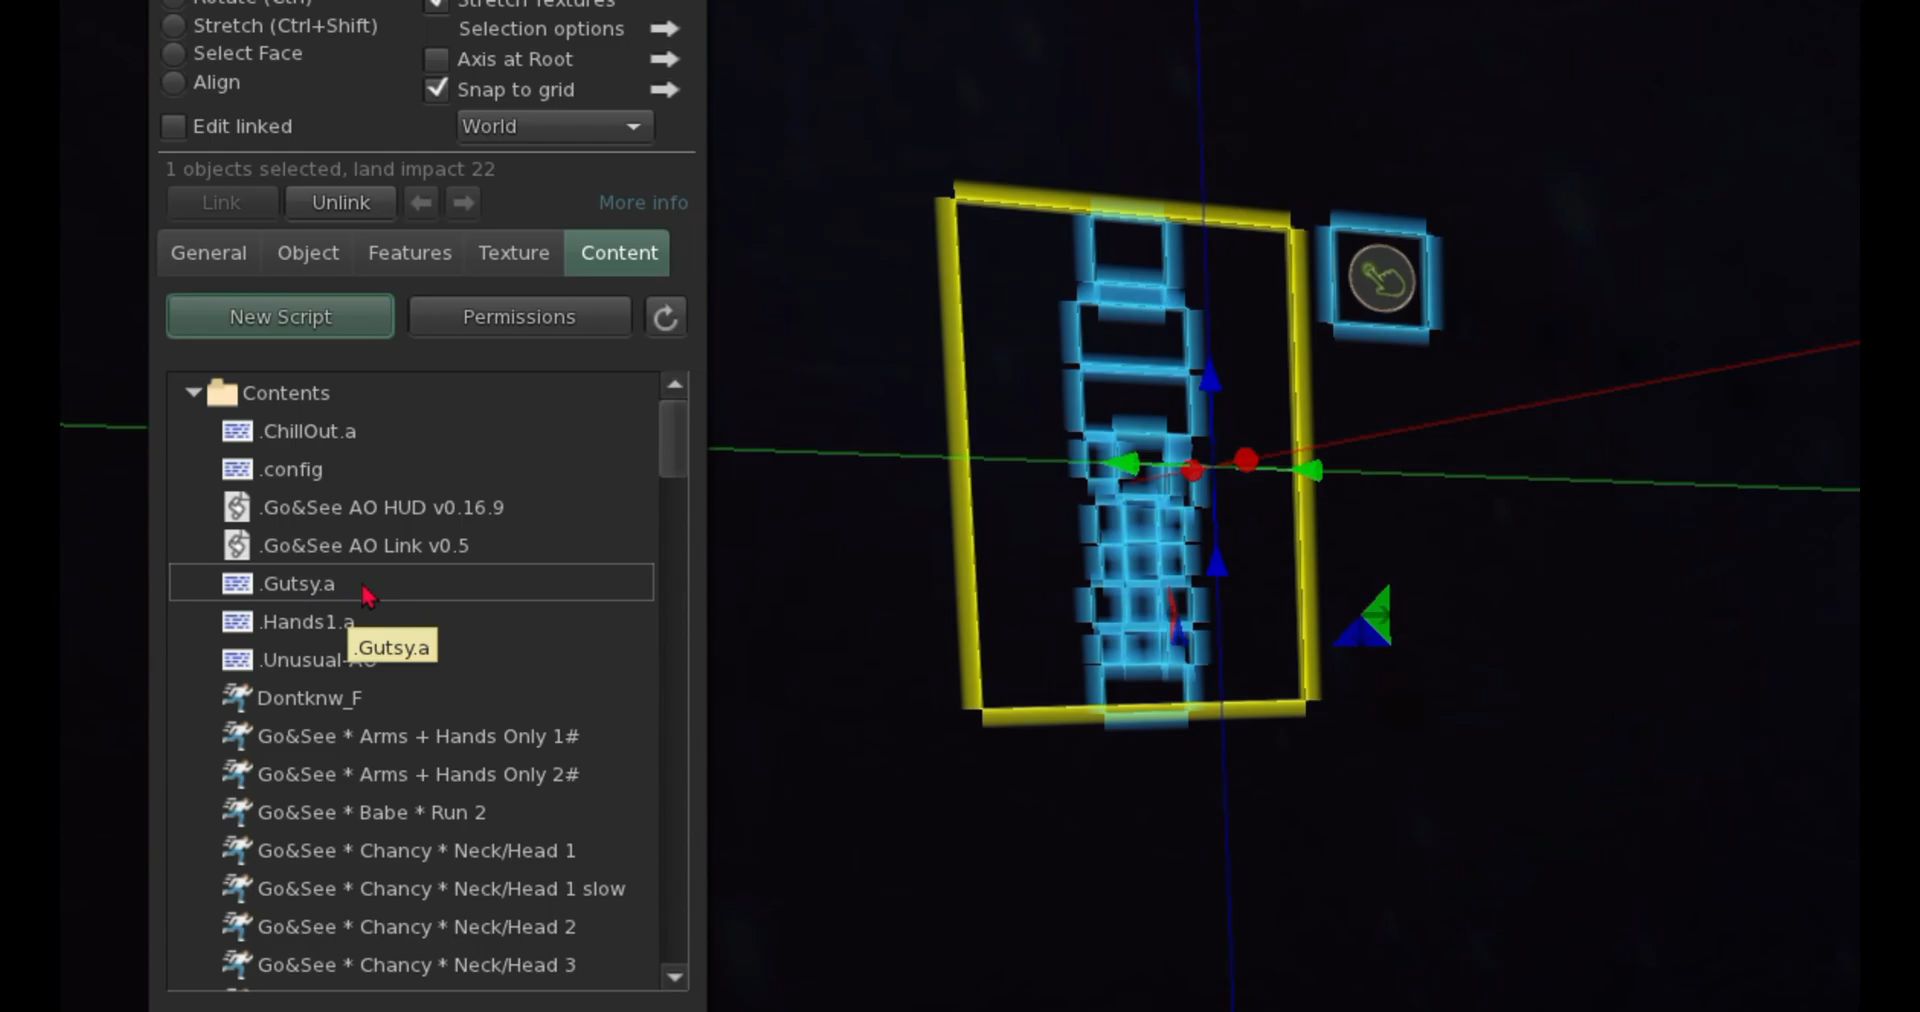 Rotate (Ctrl)
Stretch Textures
Stretch (Ctrl+Shift)
Selection options
Select Face
Axis at Root
Align
Snap to grid
Edit linked
World
1 objects selected, land impact 22
Link
Unlink
More info
General
Object
Features
Texture
Content
New Script
Permissions
Contents
.ChillOut.a
.config
.Go&See AO HUD v0.16.9
.Go&See AO Link v0.5
.Gutsy.a
.Hands1.a
.Gutsy.a
.Unusual-AO
Dontknw_F
Go&See * Arms + Hands Only 1#
Go&See * Arms + Hands Only 2#
Go&See * Babe * Run 2
Go&See * Chancy * Neck/Head 1
Go&See * Chancy * Neck/Head 1 slow
Go&See * Chancy * Neck/Head 2
Go&See * Chancy * Neck/Head 3